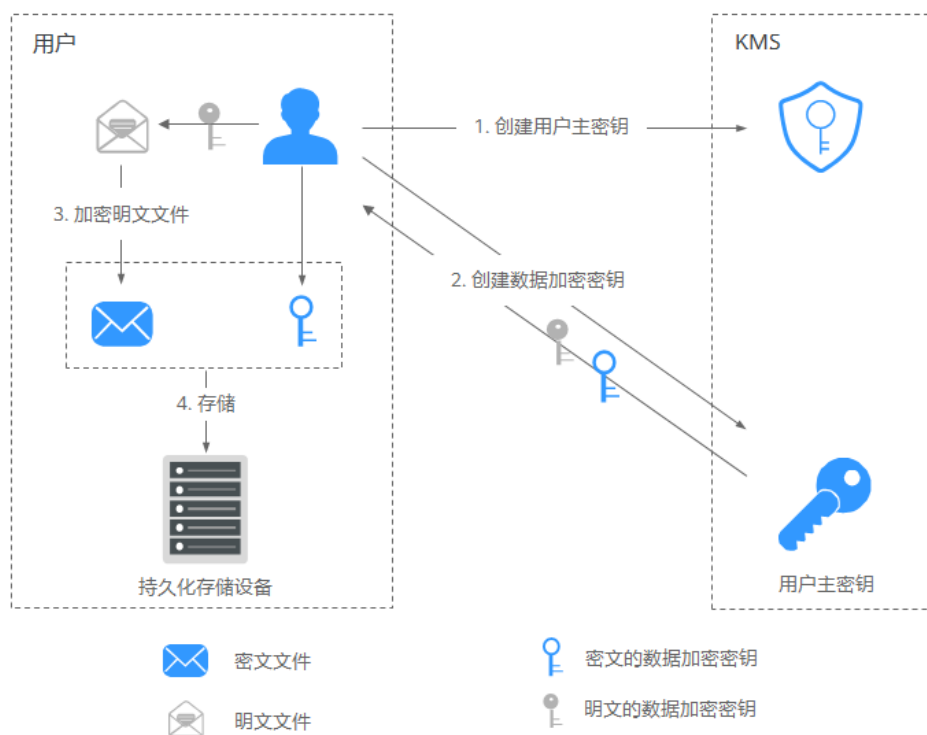 用户
KMS
1. 创建用户主密钥
3. 加密明文文件
2. 创建数据加密密钥
4. 存储
持久化存储设备
用户主密钥
密文文件
密文的数据加密密钥
明文文件
明文的数据加密密钥